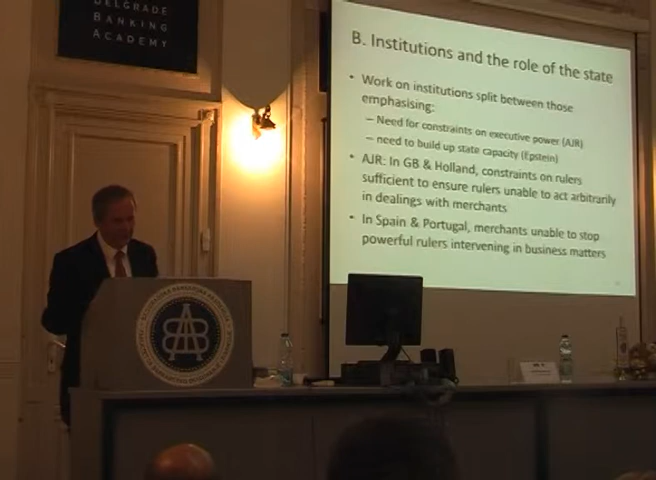 BELGRADE
BANKING
ACADEMY
B. Institutions and the role of the state
• Work on institutions split between those
emphasising:
– Need for constraints on executive power (AJR)
– need to build up state capacity (Epstein)
• AJR: In GB & Holland, constraints on rulers
sufficient to ensure rulers unable to act arbitrarily
in dealings with merchants
• In Spain & Portugal, merchants unable to stop
powerful rulers intervening in business matters